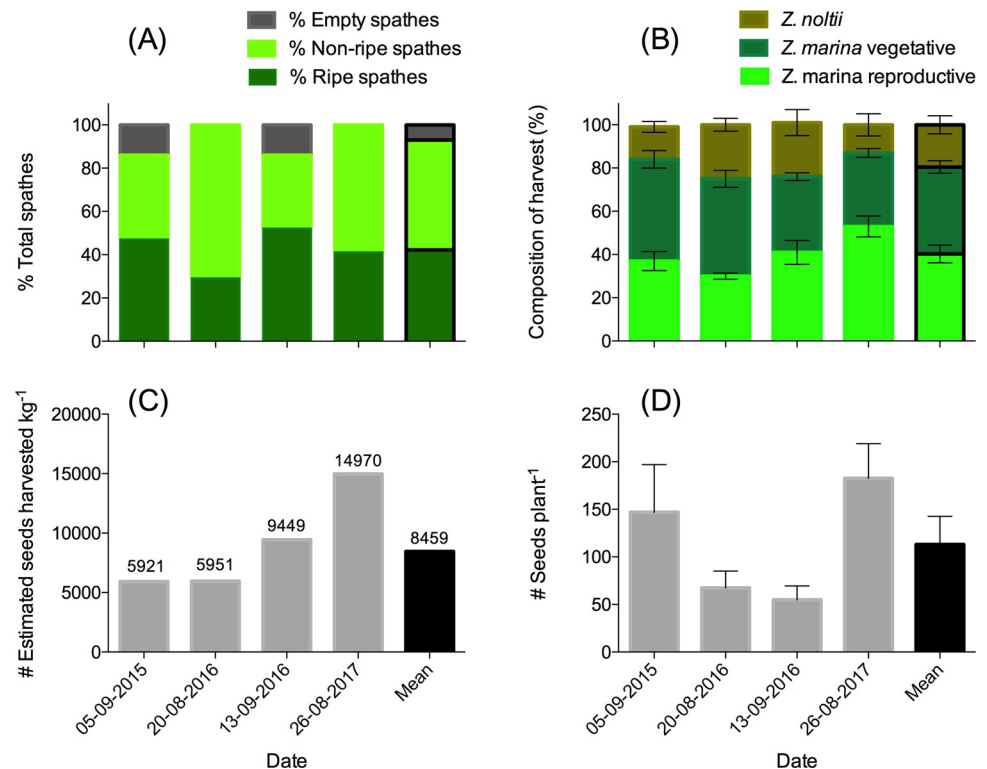 (A)
% Empty spathes
% Non-ripe spathes
% Ripe spathes
% Total spathes
100
80
60
40
20
0
(B)
Z. noltii
Z. marina vegetative
Z. marina reproductive
Composition of harvest (%)
100
80
60
40
20
0
(C)
# Estimated seeds harvested kg-1
20000
15000
10000
5000
0
5921
5951
9449
14970
8459
05-09-2015
20-08-2016
13-09-2016
26-08-2017
Mean
Date
(D)
# Seeds plant-1
250
200
150
100
50
0
05-09-2015
20-08-2016
13-09-2016
26-08-2017
Mean
Date